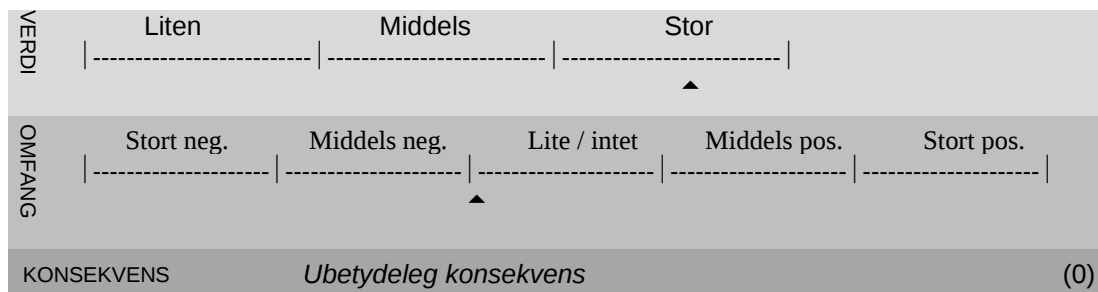 VERDI
Liten Middels Stor
|--------------------------|--------------------------|--------------------------|
OMFANG
Stort neg. Middels neg. Lite / intet Middels pos. Stort pos.
|---------------------|---------------------|---------------------|---------------------|---------------------|
KONSEKVENS Ubetydeleg konsekvens (0)